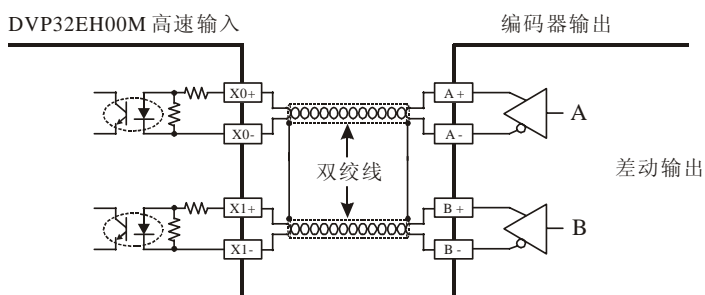 DVP32EH00M 高速输入
编码器输出
X0+
A+
A
X0-
A-
双绞线
差动输出
X1+
B+
B
X1-
B-